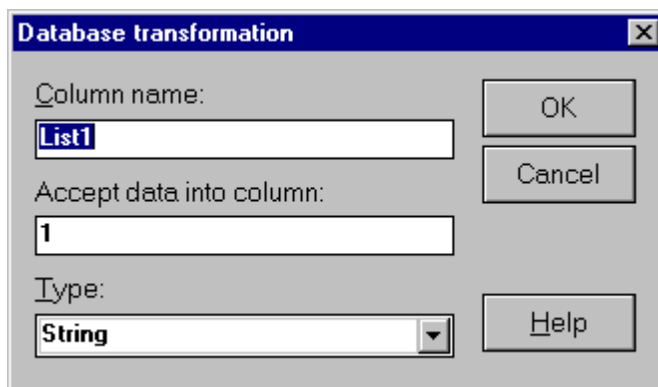 Database transformation
Column name:
List1
Accept data into column:
1
Type:
String
OK
Cancel
Help